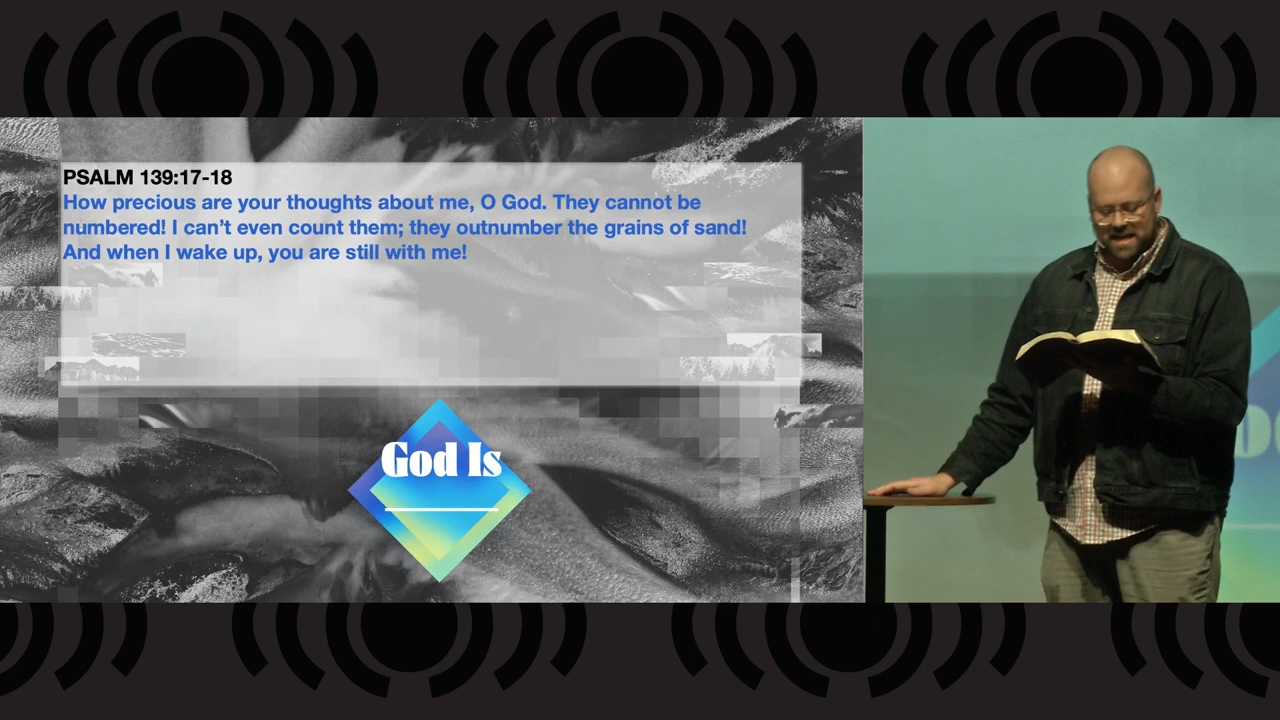 PSALM 139:17-18
How precious are your thoughts about me, O God. They cannot be
numbered! I can’t even count them; they outnumber the grains of sand!
And when I wake up, you are still with me!
God Is